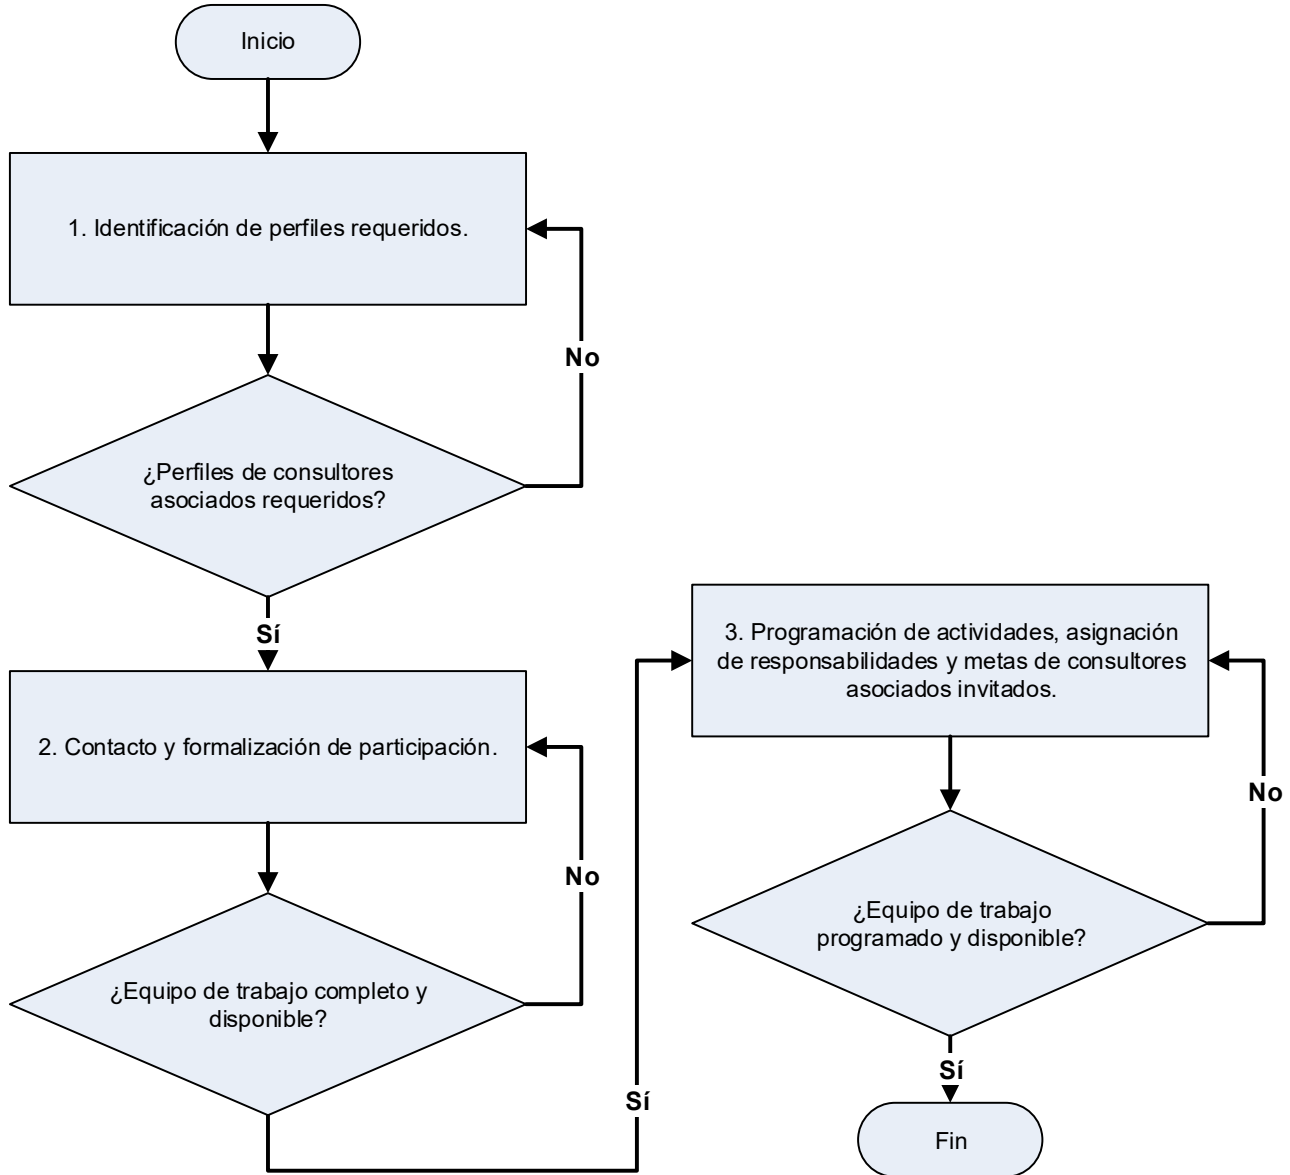 Inicio
1. Identificación de perfiles requeridos.
No
¿Perfiles de consultores
asociados requeridos?
Sí
2. Contacto y formalización de participación.
No
¿Equipo de trabajo completo y
disponible?
Sí
3. Programación de actividades, asignación
de responsabilidades y metas de consultores
asociados invitados.
No
¿Equipo de trabajo
programado y disponible?
Sí
Fin